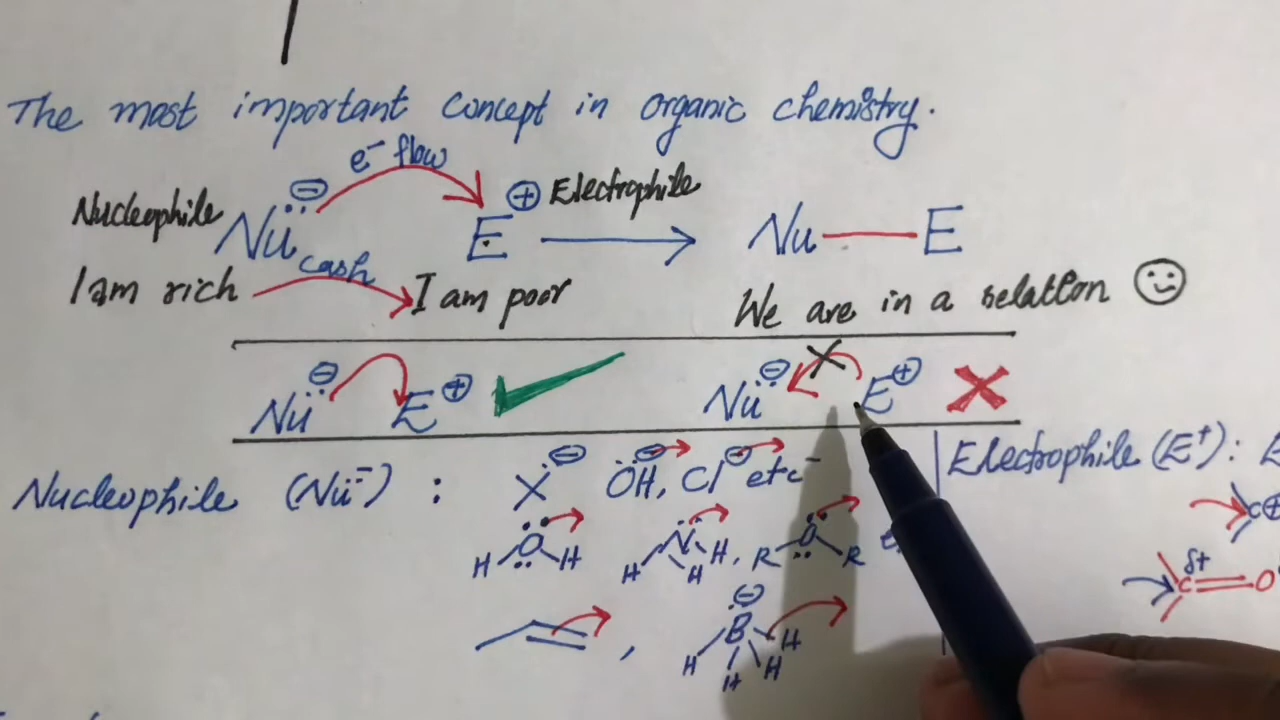 The most important concept in organic chemistry.
e⁻ flow
Nucleophile Nu ⊖ E ⊕ Electrophile Nu — E
cash
I am rich I am poor We are in a relation
Nu ⊖ E ⊕ Nu ⊖ X E ⊕ X
Nucleophile (Nu⁻) : X⊖ OH⊖, Cl⊖ etc Electrophile (E⁺) : E
H O H H N H H, R O R C⊕
δ+ C = O
, ⊖ B H H H H